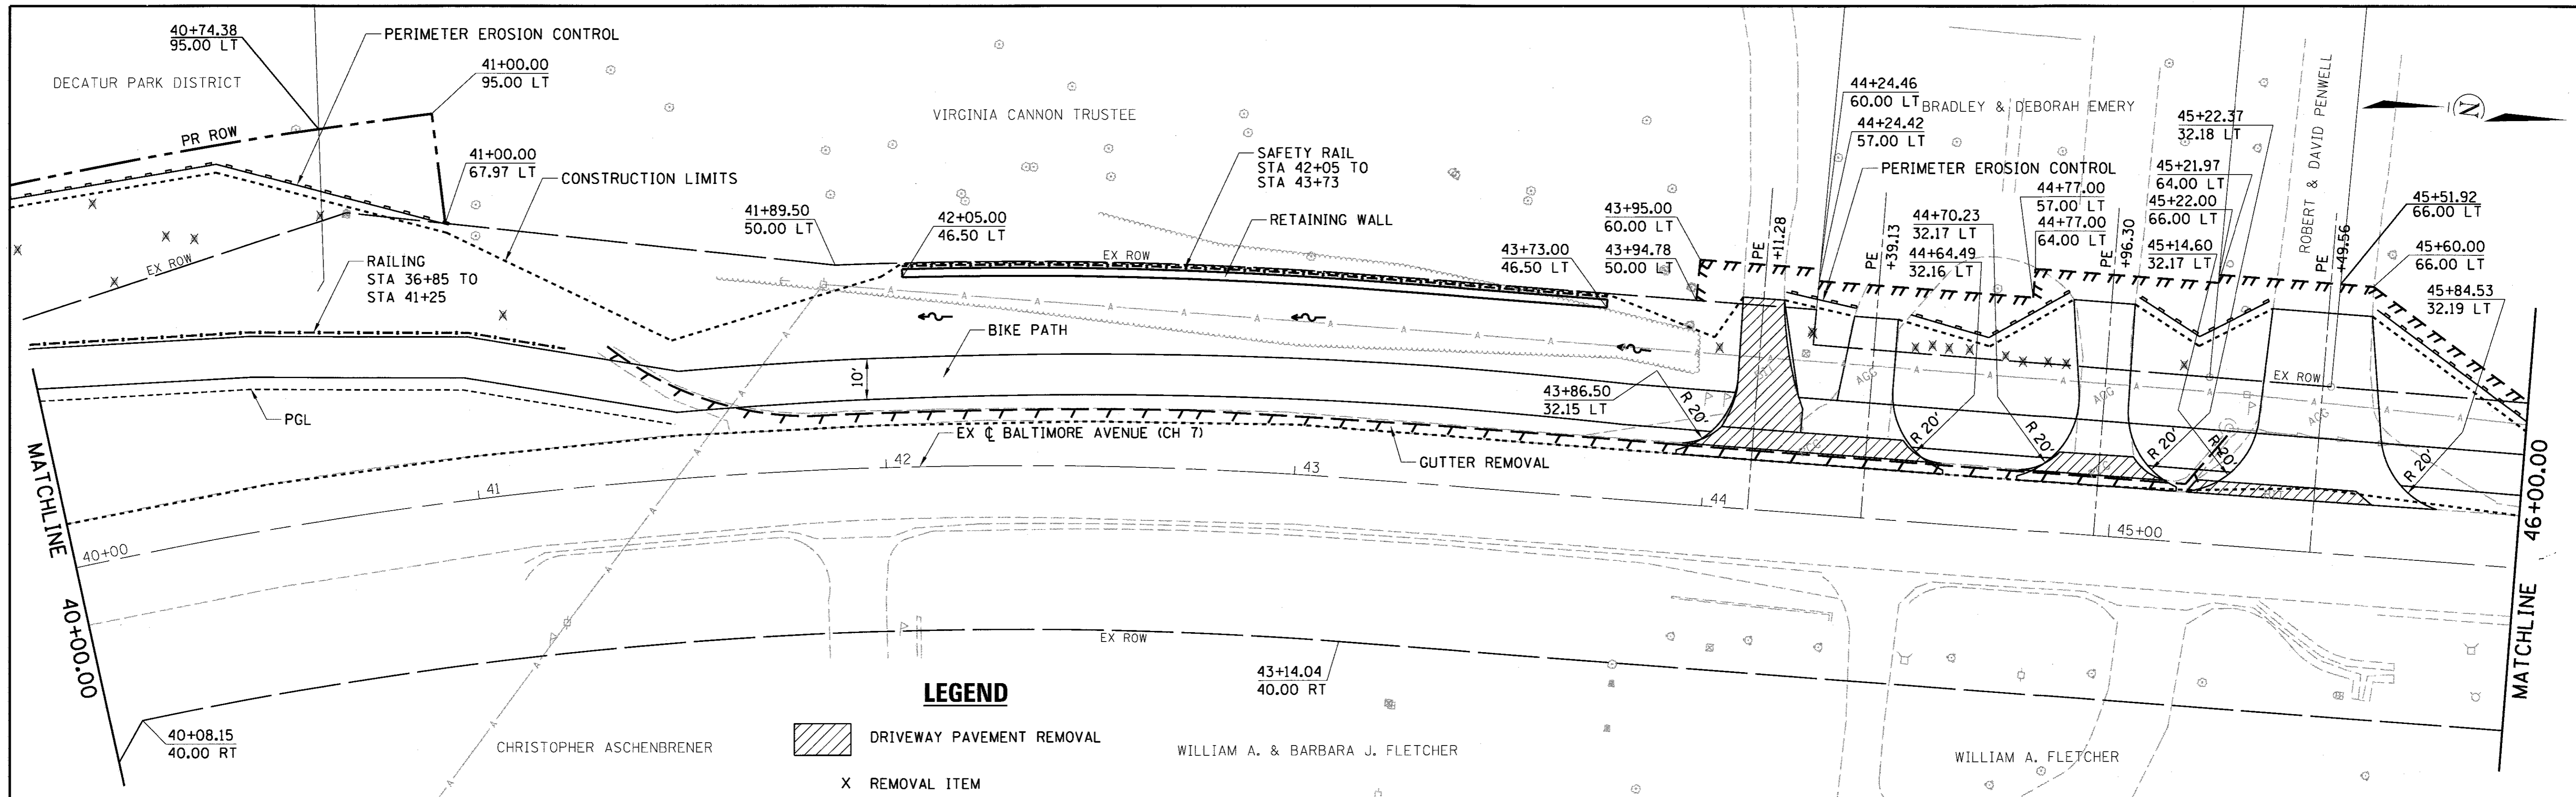 40+74.38
95.00 LT
PERIMETER EROSION CONTROL
DECATUR PARK DISTRICT
41+00.00
95.00 LT
PR ROW
41+00.00
67.97 LT
CONSTRUCTION LIMITS
VIRGINIA CANNON TRUSTEE
SAFETY RAIL
STA 42+05 TO
STA 43+73
RETAINING WALL
41+89.50
50.00 LT
42+05.00
46.50 LT
EX ROW
EX ROW
RAILING
STA 36+85 TO
STA 41+25
43+73.00
46.50 LT
43+95.00
60.00 LT
43+94.78
50.00 LT
PE
+11.28
44+24.46
60.00 LT
44+24.42
57.00 LT
BRADLEY & DEBORAH EMERY
PERIMETER EROSION CONTROL
PE
+39.13
44+70.23
32.17 LT
44+64.49
32.16 LT
44+77.00
57.00 LT
44+77.00
64.00 LT
PE
+96.30
45+22.37
32.18 LT
45+21.97
64.00 LT
45+22.00
66.00 LT
45+14.60
32.17 LT
ROBERT & DAVID PENWELL
PE
+49.56
N
45+51.92
66.00 LT
45+60.00
66.00 LT
45+84.53
32.19 LT
EX ROW
BIKE PATH
10'
PGL
43+86.50
32.15 LT
R 20'
R 20'
R 20'
R 20'
R 20'
R 20'
BIT
AGG
AGG
AGG
BIT
EX ℄ BALTIMORE AVENUE (CH 7)
GUTTER REMOVAL
40+00
41
42
43
44
45+00
MATCHLINE 40+00.00
MATCHLINE 46+00.00
EX ROW
43+14.04
40.00 RT
40+08.15
40.00 RT
CHRISTOPHER ASCHENBRENER
WILLIAM A. & BARBARA J. FLETCHER
WILLIAM A. FLETCHER
LEGEND
DRIVEWAY PAVEMENT REMOVAL
X REMOVAL ITEM